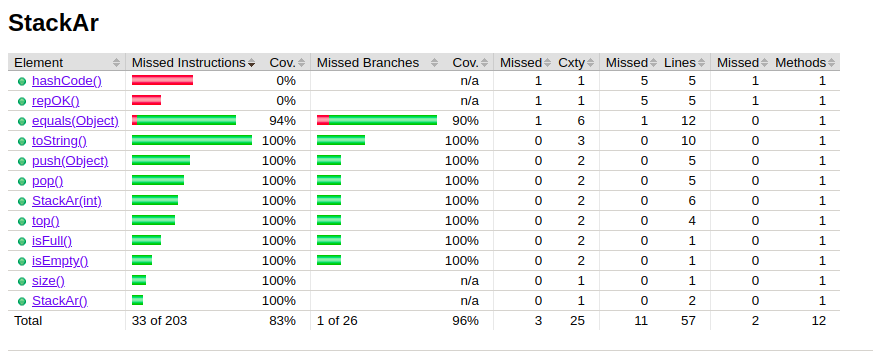 StackAr
Element Missed Instructions Cov. Missed Branches Cov. Missed Cxty Missed Lines Missed Methods
hashCode() 0% n/a 1 1 5 5 1 1
repOK() 0% n/a 1 1 5 5 1 1
equals(Object) 94% 90% 1 6 1 12 0 1
toString() 100% 100% 0 3 0 10 0 1
push(Object) 100% 100% 0 2 0 5 0 1
pop() 100% 100% 0 2 0 5 0 1
StackAr(int) 100% 100% 0 2 0 6 0 1
top() 100% 100% 0 2 0 4 0 1
isFull() 100% 100% 0 2 0 1 0 1
isEmpty() 100% 100% 0 2 0 1 0 1
size() 100% n/a 0 1 0 1 0 1
StackAr() 100% n/a 0 1 0 2 0 1
Total 33 of 203 83% 1 of 26 96% 3 25 11 57 2 12